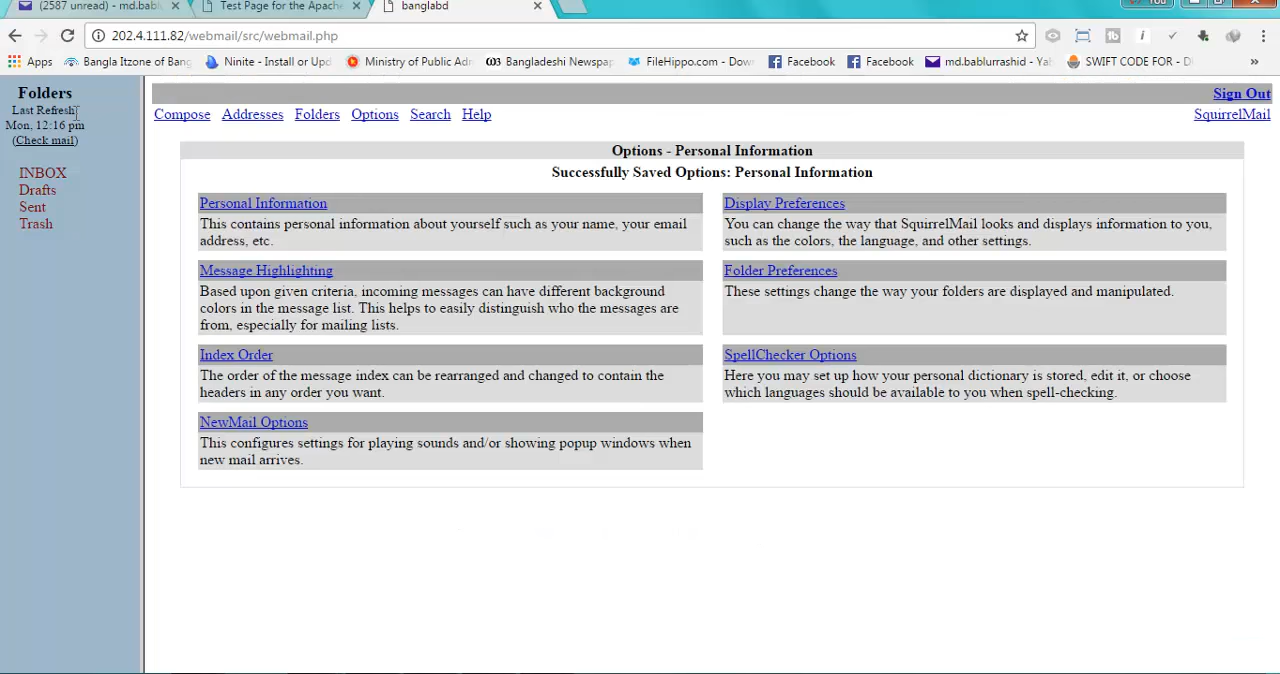 (2587 unread) - md.bablu
Test Page for the Apache
banglabd
202.4.111.82/webmail/src/webmail.php
Apps
Bangla Itzone of Bang
Ninite - Install or Upd
Ministry of Public Adr
Bangladeshi Newspap
FileHippo.com - Dow
Facebook
Facebook
md.bablurrashid - Yah
SWIFT CODE FOR - D
»
Folders
Last Refresh:
Mon, 12:16 pm
(Check mail)
INBOX
Drafts
Sent
Trash
Sign Out
Compose Addresses Folders Options Search Help
SquirrelMail
Options - Personal Information
Successfully Saved Options: Personal Information
Personal Information
This contains personal information about yourself such as your name, your email
address, etc.
Display Preferences
You can change the way that SquirrelMail looks and displays information to you,
such as the colors, the language, and other settings.
Message Highlighting
Based upon given criteria, incoming messages can have different background
colors in the message list. This helps to easily distinguish who the messages are
from, especially for mailing lists.
Folder Preferences
These settings change the way your folders are displayed and manipulated.
Index Order
The order of the message index can be rearranged and changed to contain the
headers in any order you want.
SpellChecker Options
Here you may set up how your personal dictionary is stored, edit it, or choose
which languages should be available to you when spell-checking.
NewMail Options
This configures settings for playing sounds and/or showing popup windows when
new mail arrives.